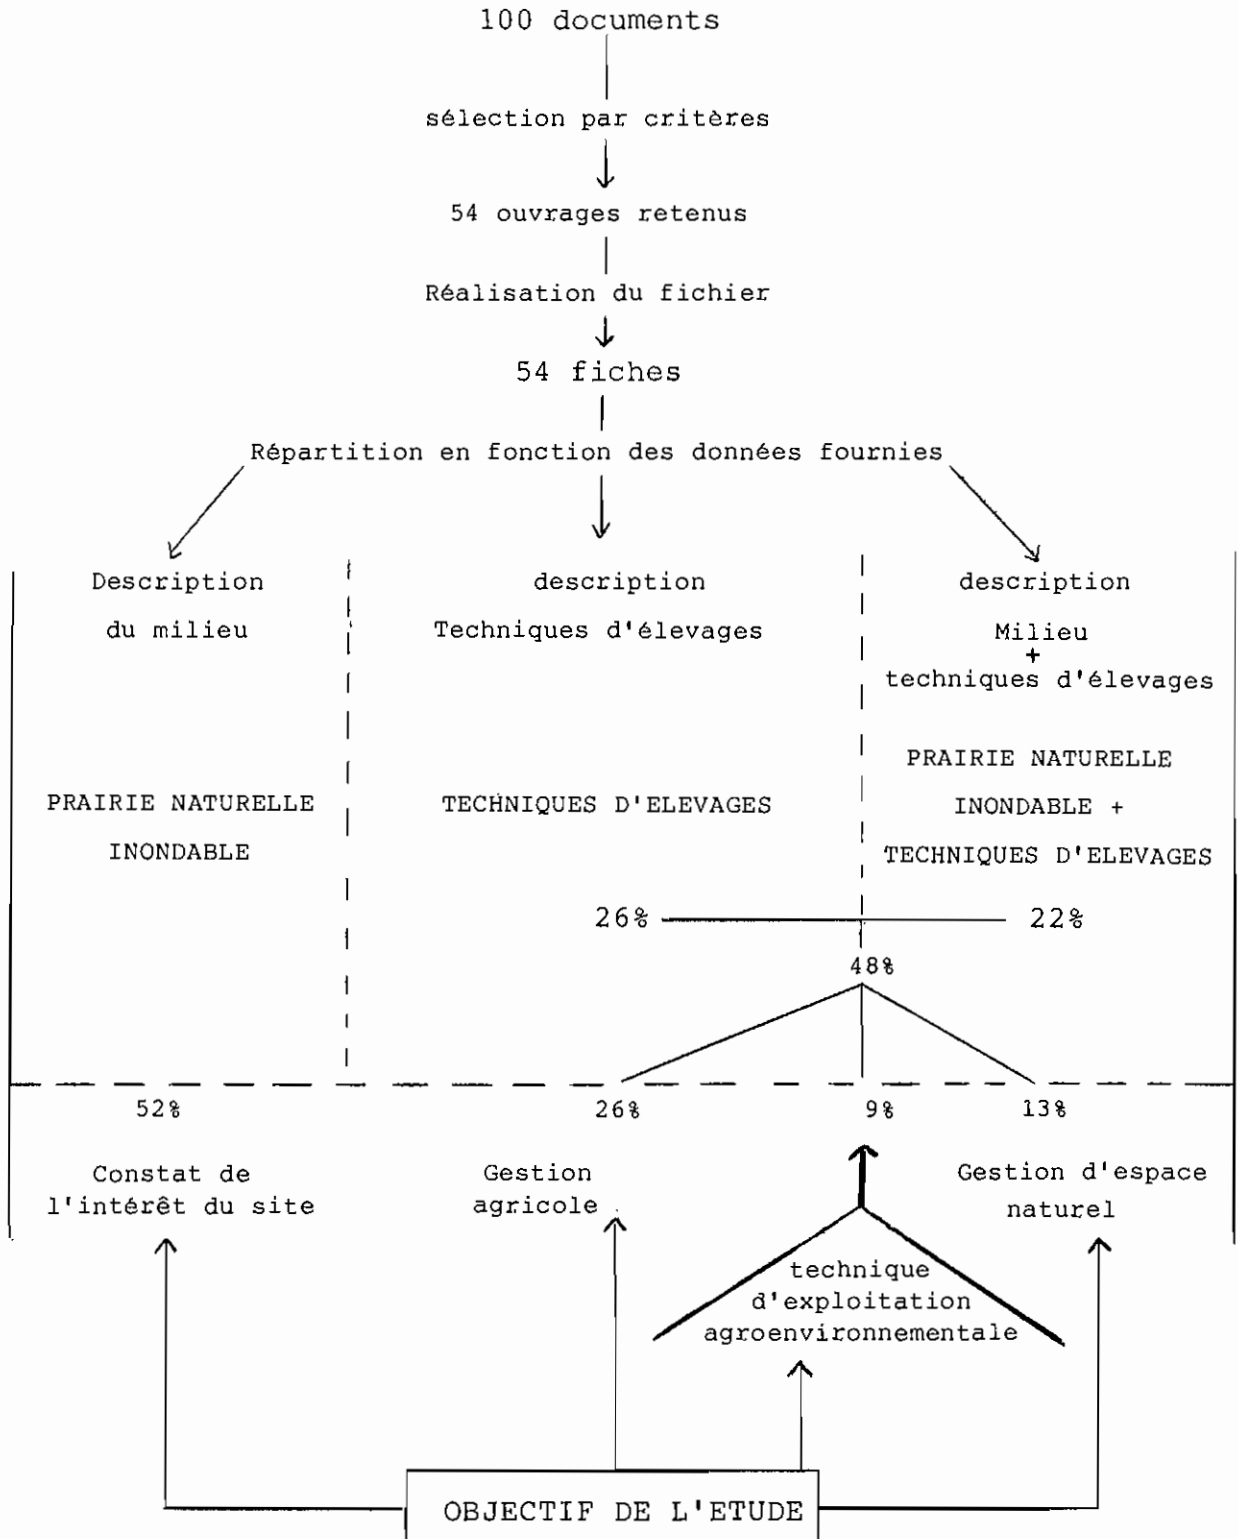 100 documents
sélection par critères
54 ouvrages retenus
Réalisation du fichier
54 fiches
Répartition en fonction des données fournies
Description
du milieu
description
Techniques d'élevages
description
Milieu
+
techniques d'élevages
PRAIRIE NATURELLE
INONDABLE
TECHNIQUES D'ELEVAGES
PRAIRIE NATURELLE
INONDABLE +
TECHNIQUES D'ELEVAGES
26%
22%
48%
52%
26%
9%
13%
Constat de
l'intérêt du site
Gestion
agricole
Gestion d'espace
naturel
technique
d'exploitation
agroenvironnementale
OBJECTIF DE L'ETUDE